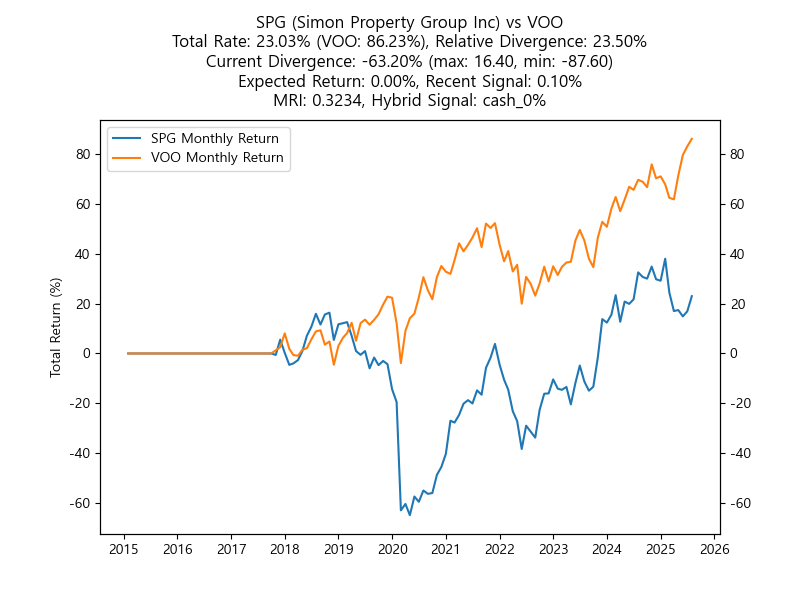 SPG (Simon Property Group Inc) vs VOO
Total Rate: 23.03% (VOO: 86.23%), Relative Divergence: 23.50%
Current Divergence: -63.20% (max: 16.40, min: -87.60)
Expected Return: 0.00%, Recent Signal: 0.10%
MRI: 0.3234, Hybrid Signal: cash_0%
SPG Monthly Return
VOO Monthly Return
Total Return (%)
80
60
40
20
0
-20
-40
-60
80
60
40
20
0
-20
-40
-60
2015 2016 2017 2018 2019 2020 2021 2022 2023 2024 2025 2026